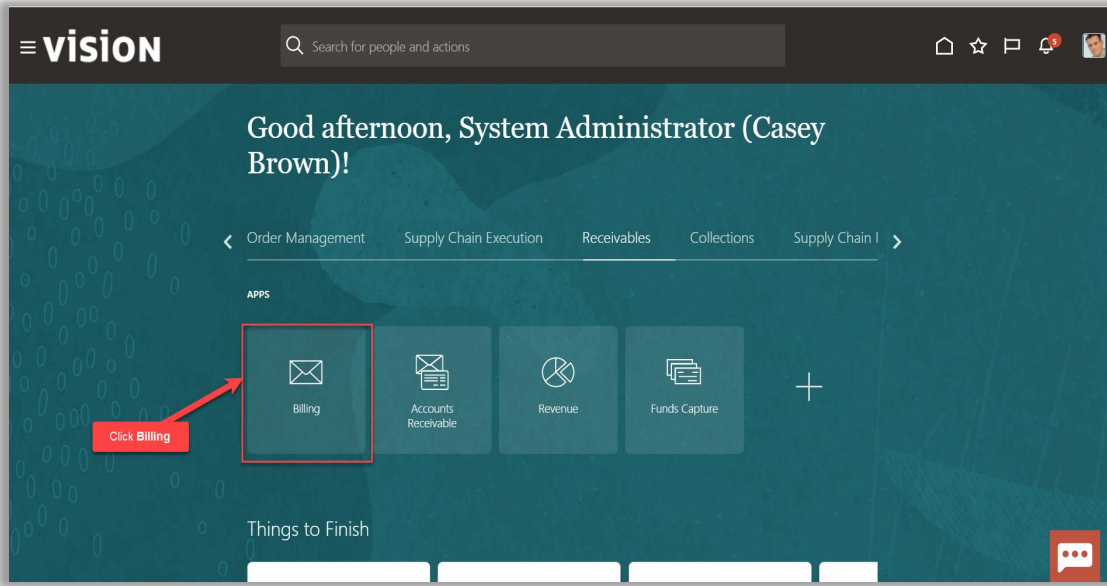 vision
Search for people and actions
5
Good afternoon, System Administrator (Casey
Brown)!
Order Management Supply Chain Execution Receivables Collections Supply Chain
APPS
Billing Accounts Receivable Revenue Funds Capture
Click Billing
Things to Finish